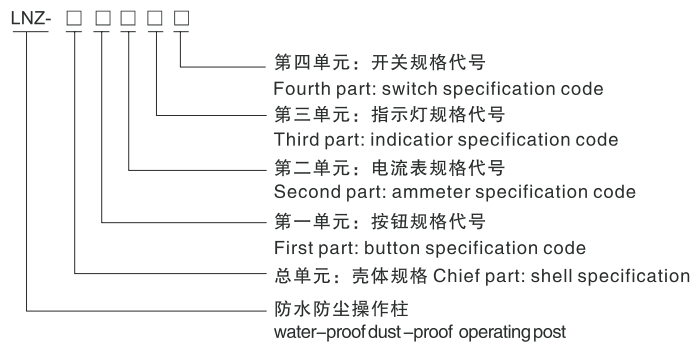 LNZ- □ □ □ □ □
第四单元：开关规格代号
Fourth part: switch specification code
第三单元：指示灯规格代号
Third part: indicatior specification code
第二单元：电流表规格代号
Second part: ammeter specification code
第一单元：按钮规格代号
First part: button specification code
总单元：壳体规格 Chief part: shell specification
防水防尘操作柱
water-proof dust-proof operating post